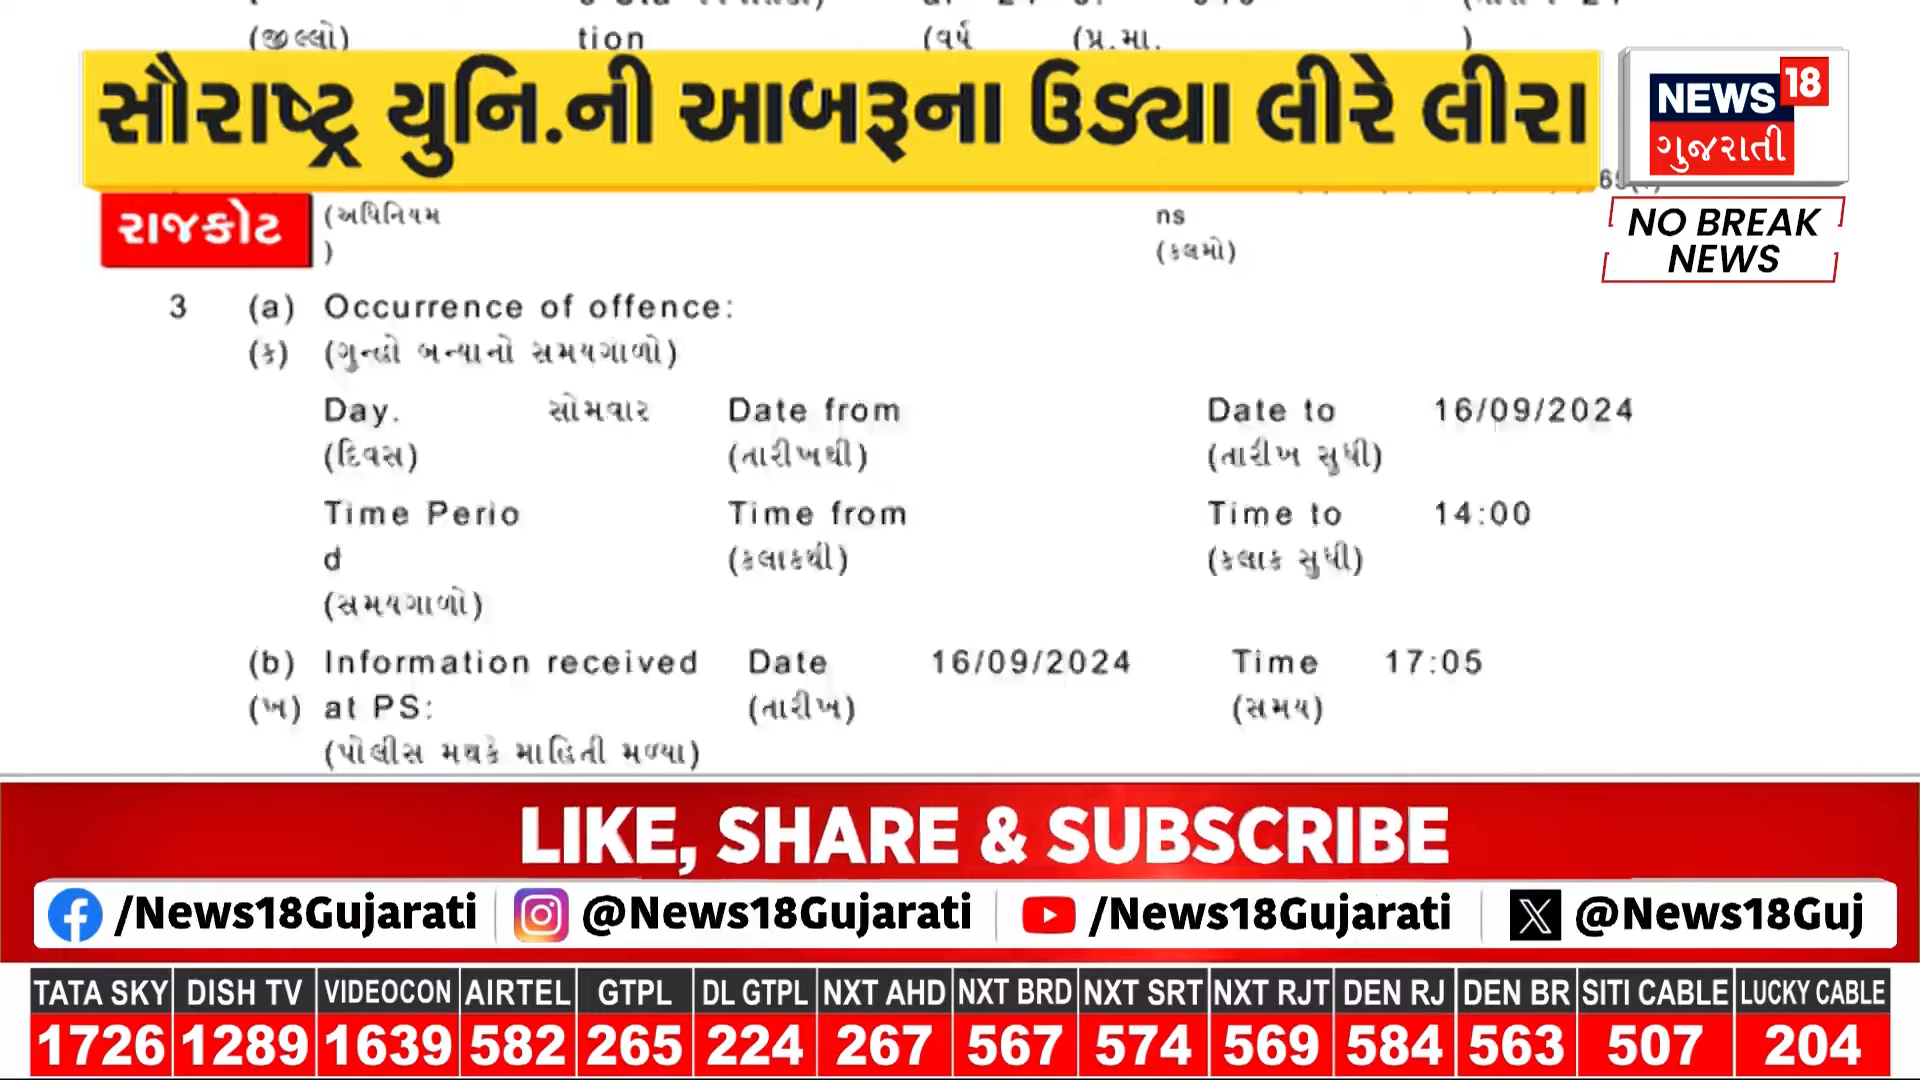 (જીલ્લો) tion (વર્ષ (પ્ર.મા. )
સૌરાષ્ટ્ર યુનિ.ની આબરૂના ઉડ્યા લીરે લીરા
NEWS 18
ગુજરાતી
NO BREAK
NEWS
રાજકોટ
(અધિનિયમ ns
) (કલમો)
3 (a) Occurrence of offence:
(ક) (ગુન્હો બન્યાનો સમયગાળો)
Day. સોમવાર Date from Date to 16/09/2024
(દિવસ) (તારીખથી) (તારીખ સુધી)
Time Perio Time from Time to 14:00
d (કલાકથી) (કલાક સુધી)
(સમયગાળો)
(b) Information received Date 16/09/2024 Time 17:05
(ખ) at PS: (તારીખ) (સમય)
(પોલીસ મથકે માહિતી મળ્યા)
LIKE, SHARE & SUBSCRIBE
/News18Gujarati @News18Gujarati /News18Gujarati @News18Guj
TATA SKY DISH TV VIDEOCON AIRTEL GTPL DL GTPL NXT AHD NXT BRD NXT SRT NXT RJT DEN RJ DEN BR SITI CABLE LUCKY CABLE
1726 1289 1639 582 265 224 267 567 574 569 584 563 507 204